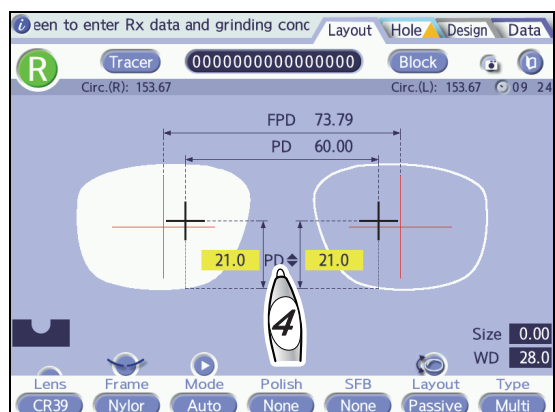 een to enter Rx data and grinding conc
Layout Hole Design Data
R Tracer 0000000000000000 Block
Circ.(R): 153.67 Circ.(L): 153.67 09 24
FPD 73.79
PD 60.00
21.0 PD 21.0
4
Size 0.00
WD 28.0
Lens Frame Mode Polish SFB Layout Type
CR39 Nylor Auto None None Passive Multi